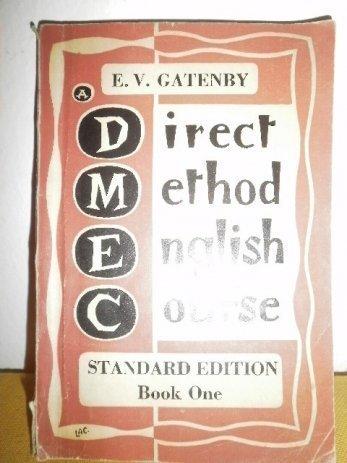 E. V. GATENBY
A
Direct
Method
English
Course
STANDARD EDITION
Book One
LAC.